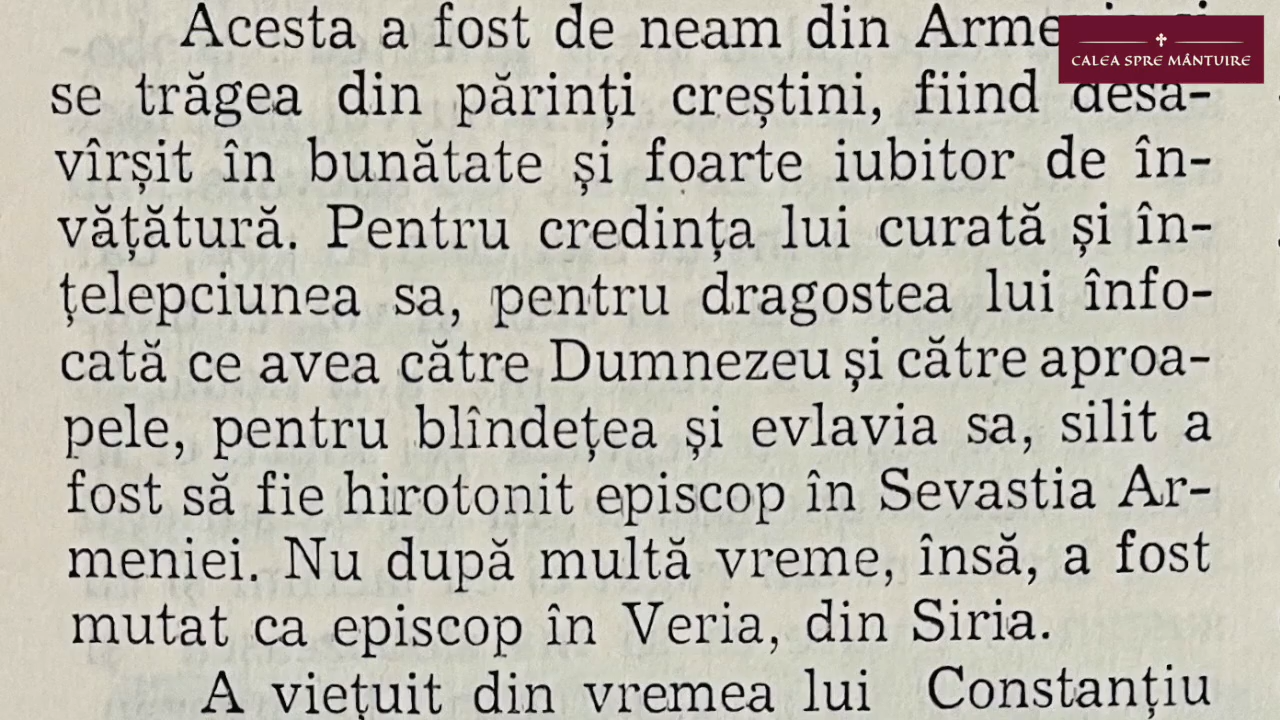 Acesta a fost de neam din
CALEA SPRE MÂNTUIRE
se trăgea din părinți creștini, fiind desă-
vîrșit în bunătate și foarte iubitor de în-
vățătură. Pentru credința lui curată și în-
țelepciunea sa, pentru dragostea lui înfo-
cată ce avea către Dumnezeu și către aproa-
pele, pentru blîndețea și evlavia sa, silit a
fost să fie hirotonit episcop în Sevastia Ar-
meniei. Nu după multă vreme, însă, a fost
mutat ca episcop în Veria, din Siria.
A viețuit din vremea lui Constanțiu